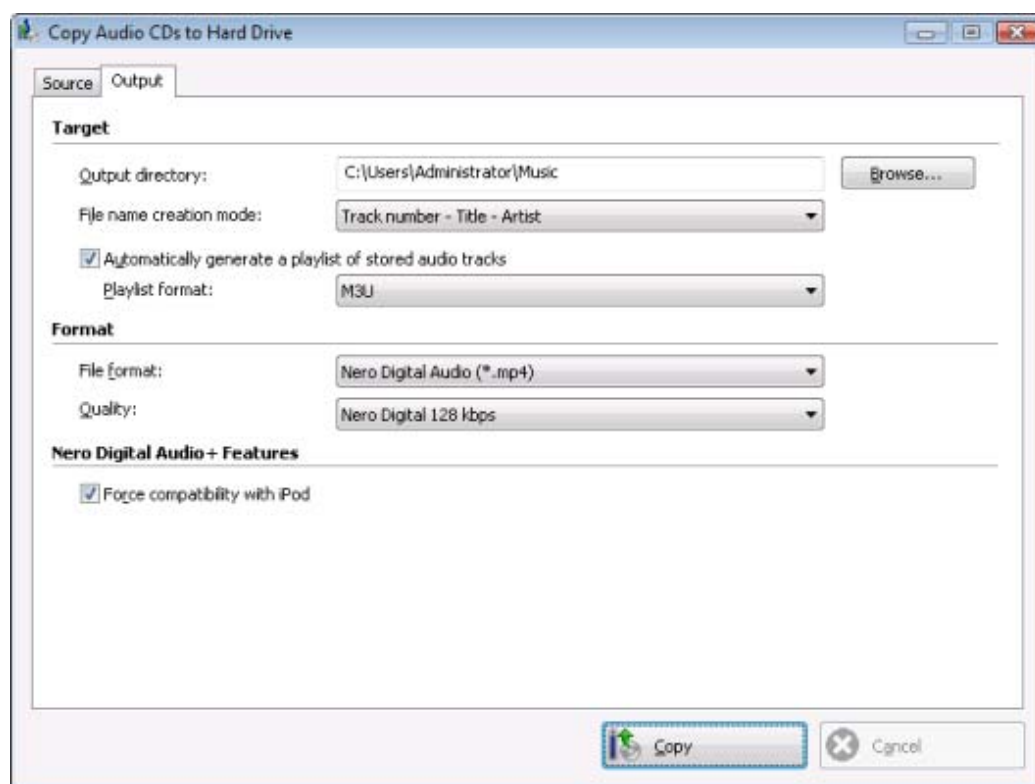 Copy Audio CDs to Hard Drive
Source Output
Target
Output directory: C:\Users\Administrator\Music Browse...
File name creation mode: Track number - Title - Artist
Automatically generate a playlist of stored audio tracks
Playlist format: M3U
Format
File format: Nero Digital Audio (*.mp4)
Quality: Nero Digital 128 kbps
Nero Digital Audio+ Features
Force compatibility with iPod
Copy Cancel